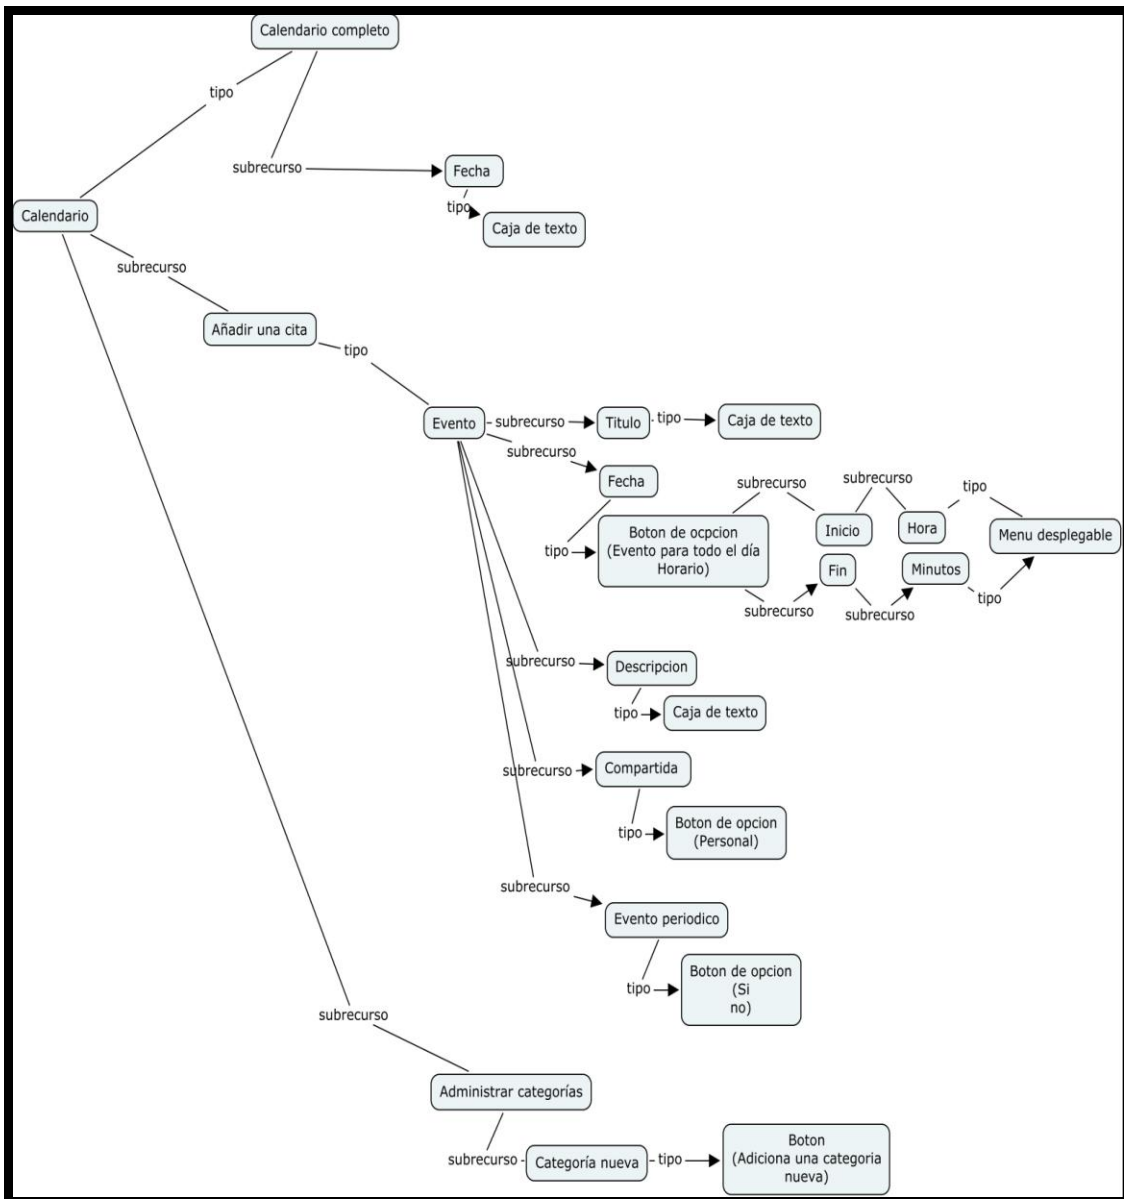 Calendario completo
tipo
subrecurso
Fecha
tipo
Caja de texto
Calendario
subrecurso
Añadir una cita
tipo
Evento
subrecurso
Titulo
tipo
Caja de texto
subrecurso
Fecha
tipo
Boton de ocpcion
(Evento para todo el día
Horario)
subrecurso
Inicio
subrecurso
Hora
tipo
Menu desplegable
subrecurso
Fin
subrecurso
Minutos
tipo
subrecurso
Descripcion
tipo
Caja de texto
subrecurso
Compartida
tipo
Boton de opcion
(Personal)
subrecurso
Evento periodico
tipo
Boton de opcion
(Si
no)
subrecurso
Administrar categorías
subrecurso
Categoría nueva
tipo
Boton
(Adiciona una categoria
nueva)